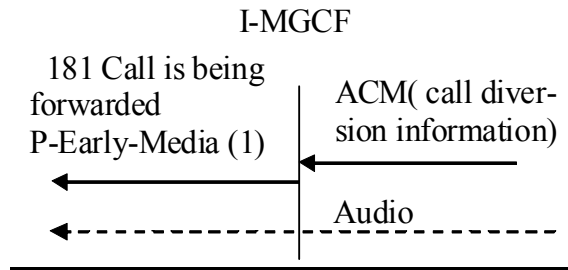 I-MGCF
181 Call is being
forwarded
P-Early-Media (1)
ACM( call diver-
sion information)
Audio